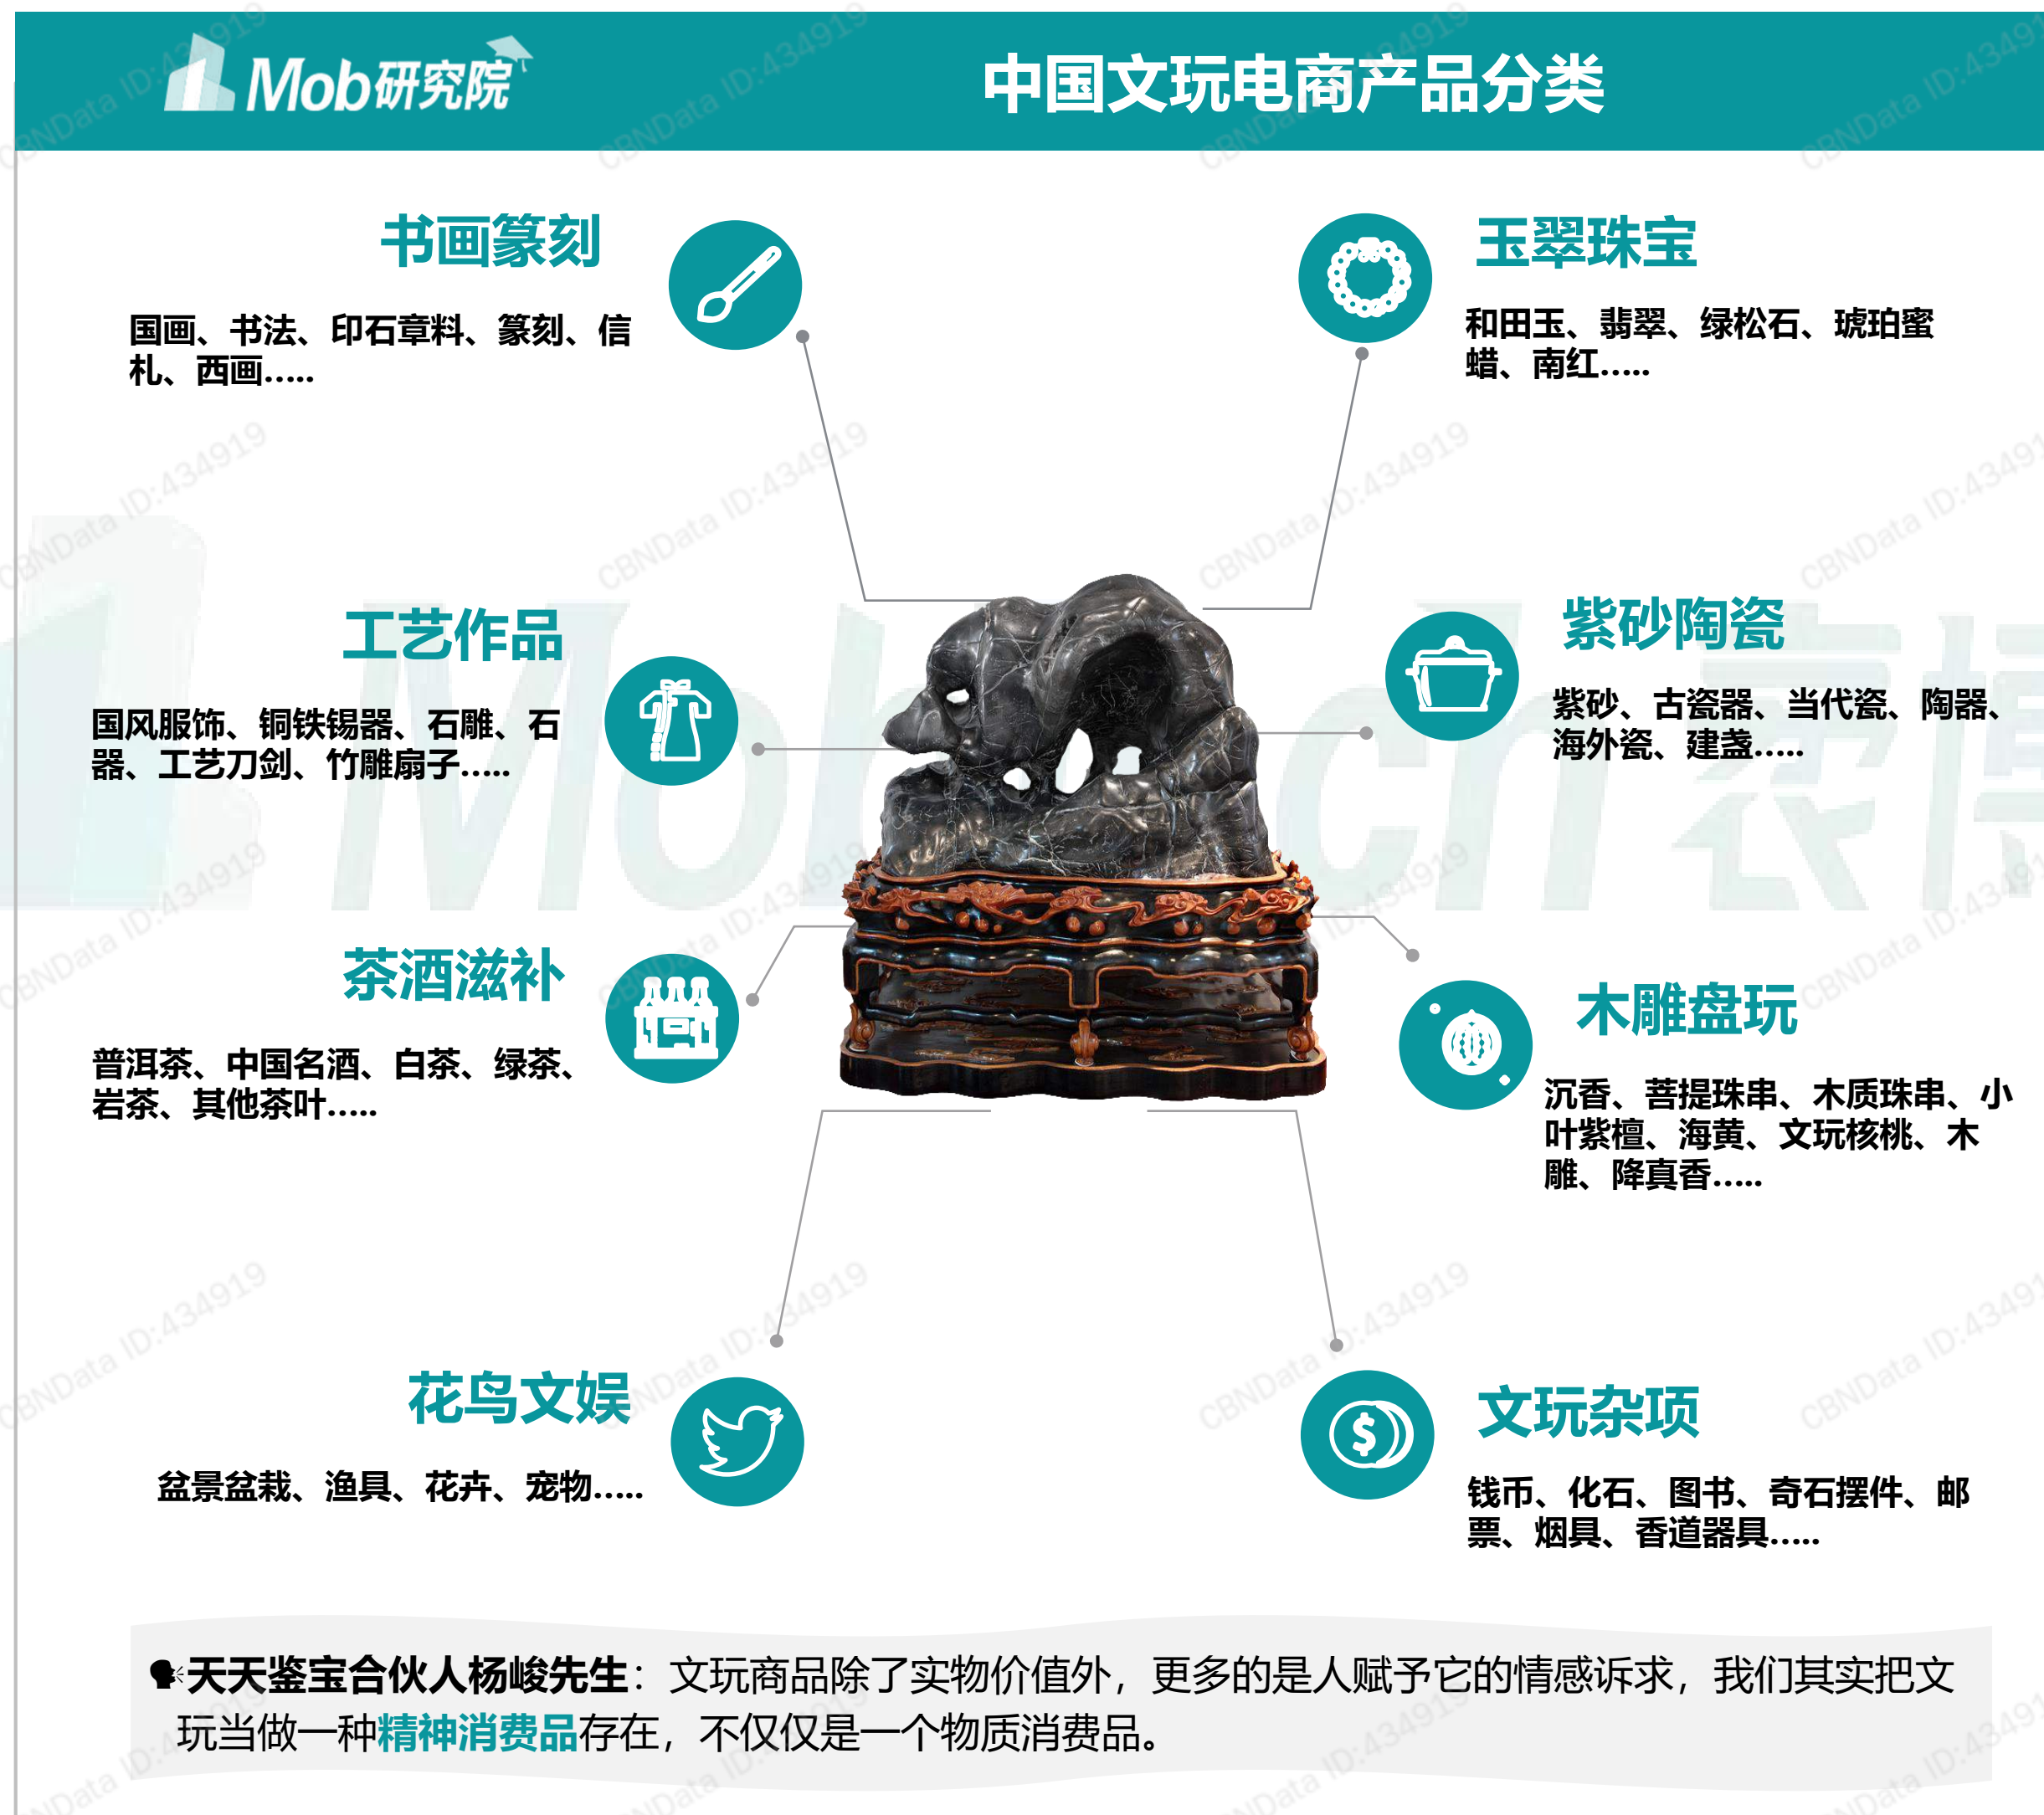 Mob研究院
中国文玩电商产品分类
书画篆刻
国画、书法、印石章料、篆刻、信
札、西画.....
玉翠珠宝
和田玉、翡翠、绿松石、琥珀蜜
蜡、南红.....
工艺作品
国风服饰、铜铁锡器、石雕、石
器、工艺刀剑、竹雕扇子.....
紫砂陶瓷
紫砂、古瓷器、当代瓷、陶器、
海外瓷、建盏.....
茶酒滋补
普洱茶、中国名酒、白茶、绿茶、
岩茶、其他茶叶.....
木雕盘玩
沉香、菩提珠串、木质珠串、小
叶紫檀、海黄、文玩核桃、木
雕、降真香.....
花鸟文娱
盆景盆栽、渔具、花卉、宠物.....
文玩杂项
钱币、化石、图书、奇石摆件、邮
票、烟具、香道器具.....
天天鉴宝合伙人杨峻先生：文玩商品除了实物价值外，更多的是人赋予它的情感诉求，我们其实把文
玩当做一种精神消费品存在，不仅仅是一个物质消费品。
CBNData ID:434919